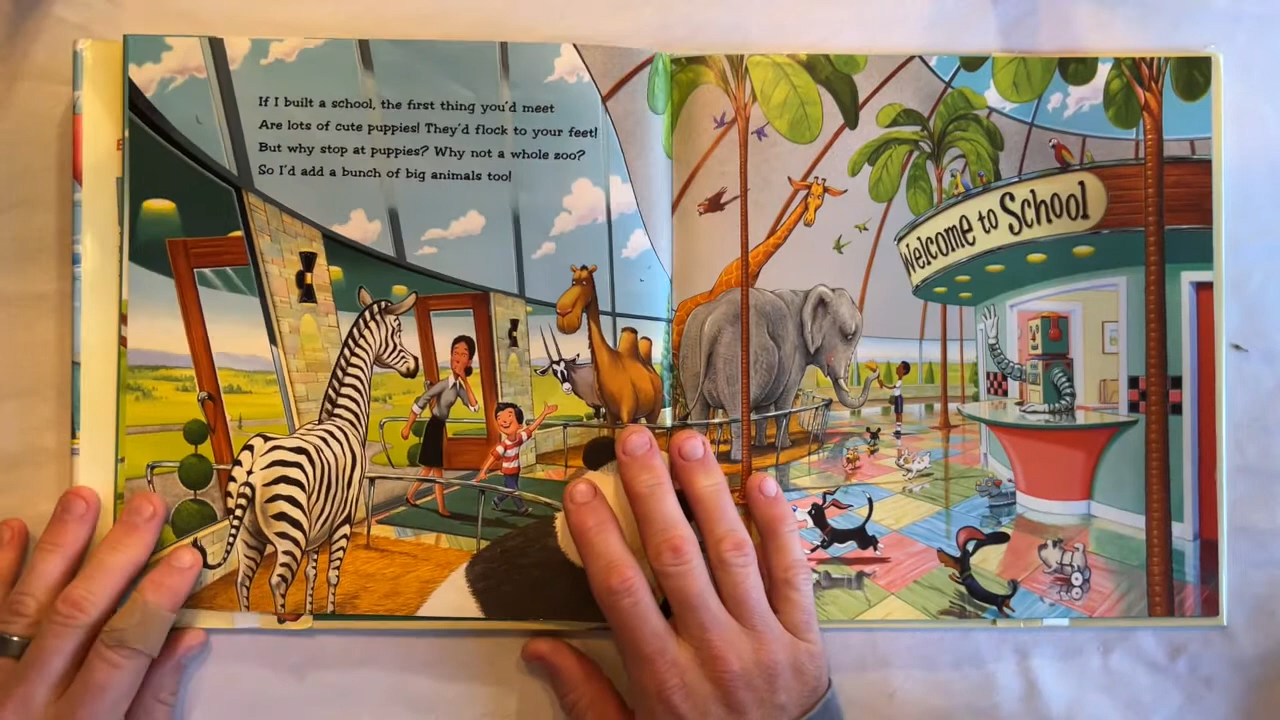 If I built a school, the first thing you'd meet
Are lots of cute puppies! They'd flock to your feet!
But why stop at puppies? Why not a whole zoo?
So I'd add a bunch of big animals too!
Welcome to School